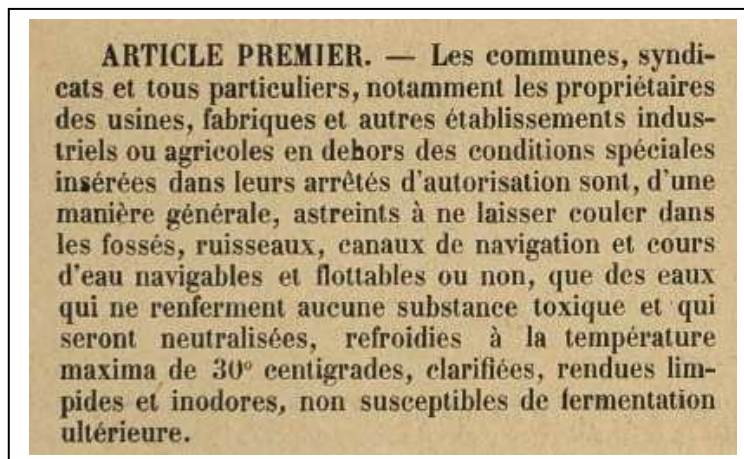 ARTICLE PREMIER. — Les communes, syndi-
cats et tous particuliers, notamment les propriétaires
des usines, fabriques et autres établissements indus-
triels ou agricoles en dehors des conditions spéciales
insérées dans leurs arrêtés d'autorisation sont, d'une
manière générale, astreints à ne laisser couler dans
les fossés, ruisseaux, canaux de navigation et cours
d'eau navigables et flottables ou non, que des eaux
qui ne renferment aucune substance toxique et qui
seront neutralisées, refroidies à la température
maxima de 30° centigrades, clarifiées, rendues lim-
pides et inodores, non susceptibles de fermentation
ultérieure.